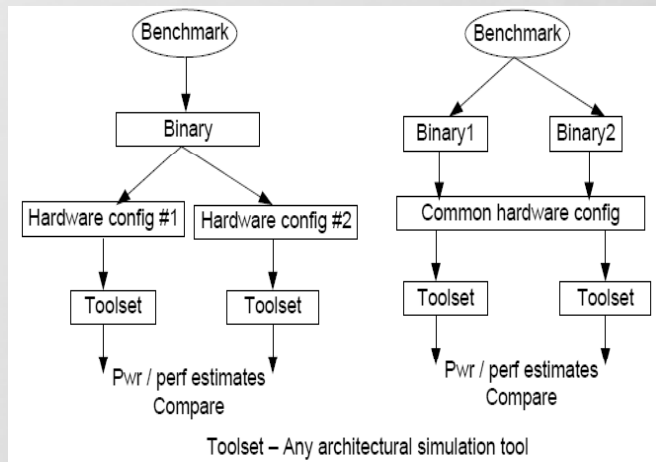 Benchmark
Binary
Hardware config #1
Hardware config #2
Toolset
Toolset
Pwr / perf estimates
Compare
Benchmark
Binary1
Binary2
Common hardware config
Toolset
Toolset
Pwr / perf estimates
Compare
Toolset – Any architectural simulation tool